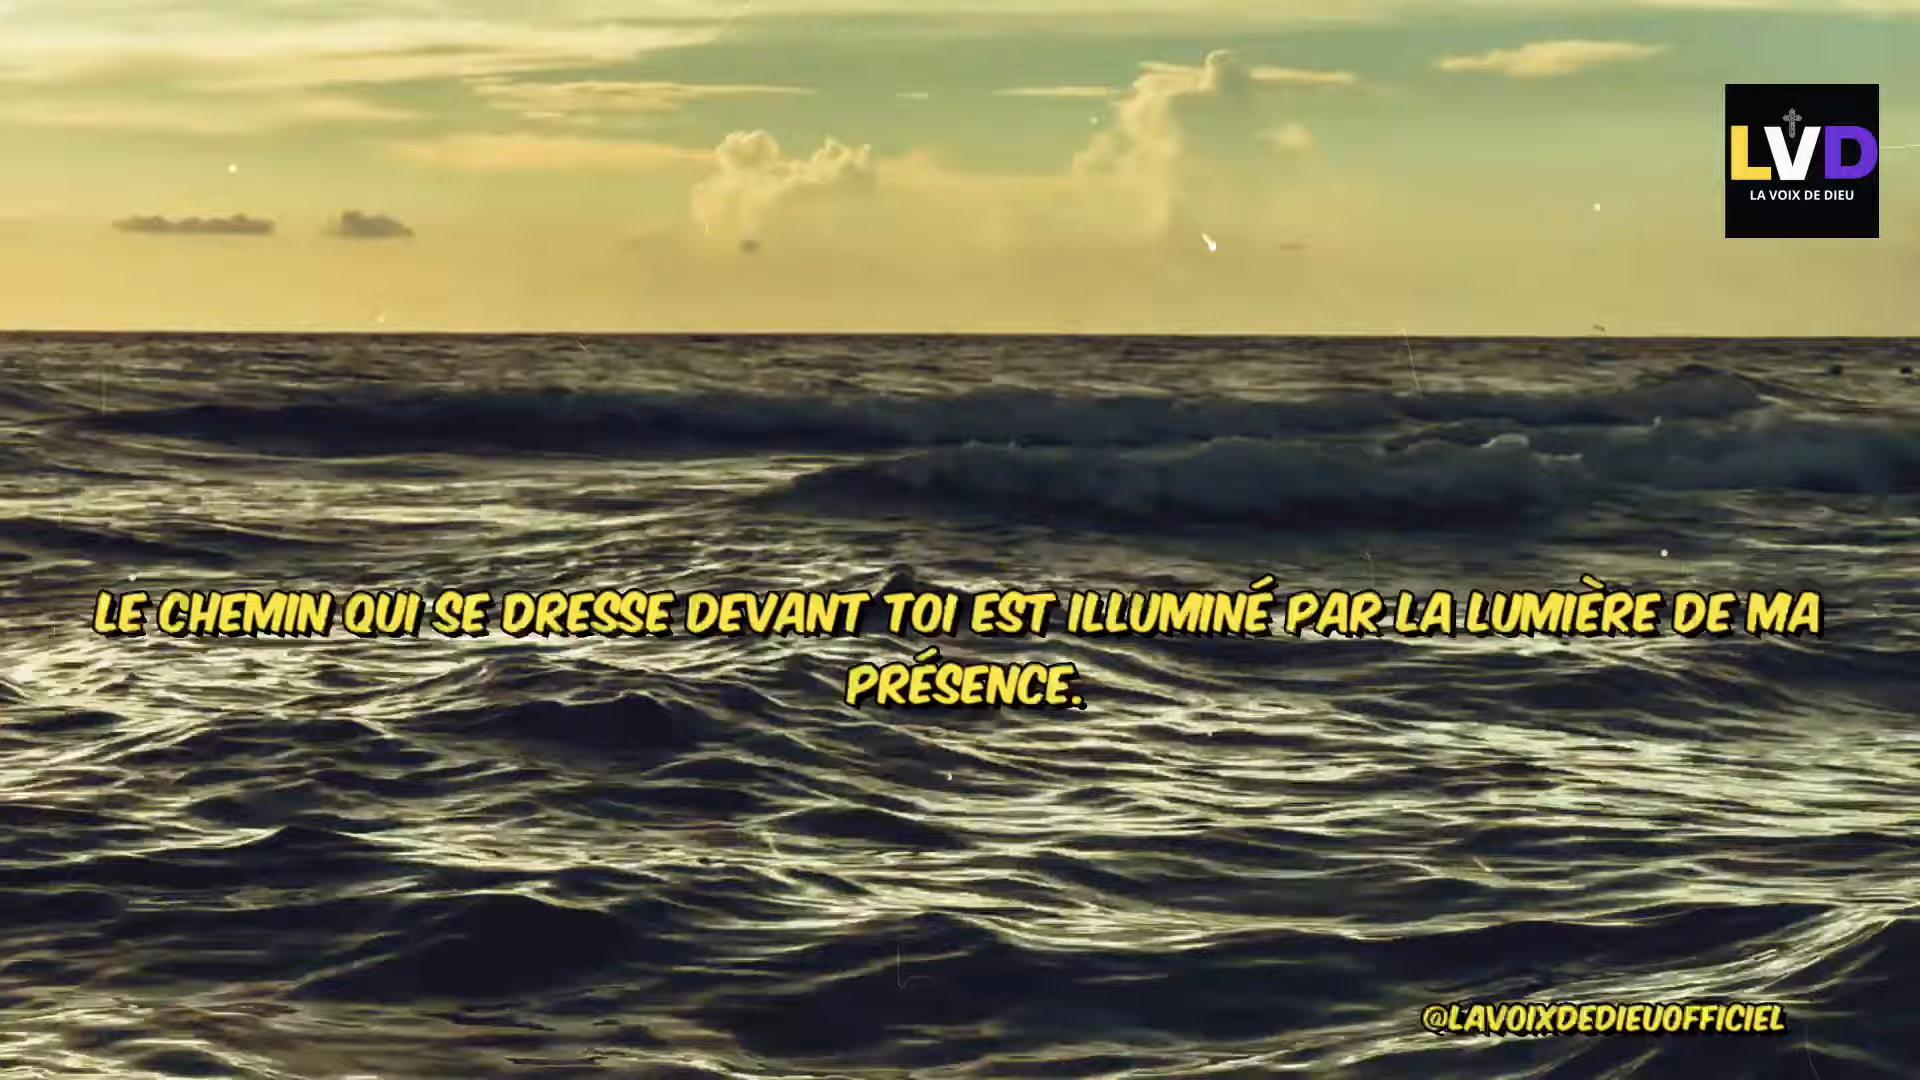 LVD
LA VOIX DE DIEU
LE CHEMIN QUI SE DRESSE DEVANT TOI EST ILLUMINÉ PAR LA LUMIÈRE DE MA
PRÉSENCE.
@LAVOIXDEDIEUOFFICIEL